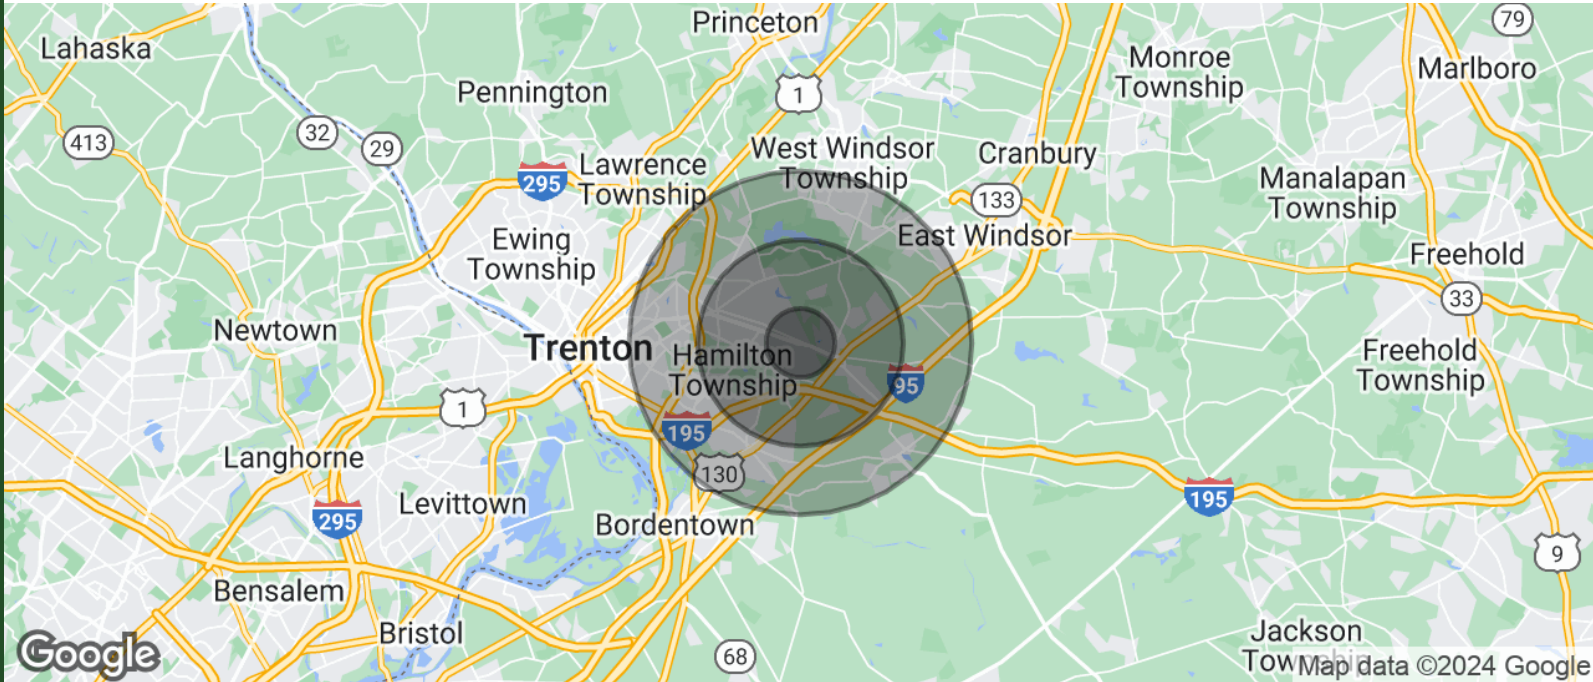 Princeton
79
Lahaska
Monroe
Township
Marlboro
Pennington
1
32
29
413
West Windsor
Township
Cranbury
Lawrence
Township
295
Manalapan
Township
133
East Windsor
Ewing
Township
Freehold
33
Newtown
Trenton
Hamilton
Township
Freehold
Township
95
1
195
130
Langhorne
195
Levittown
295
Bordentown
9
Bensalem
Bristol
Jackson
68
Google
Map data ©2024 Google